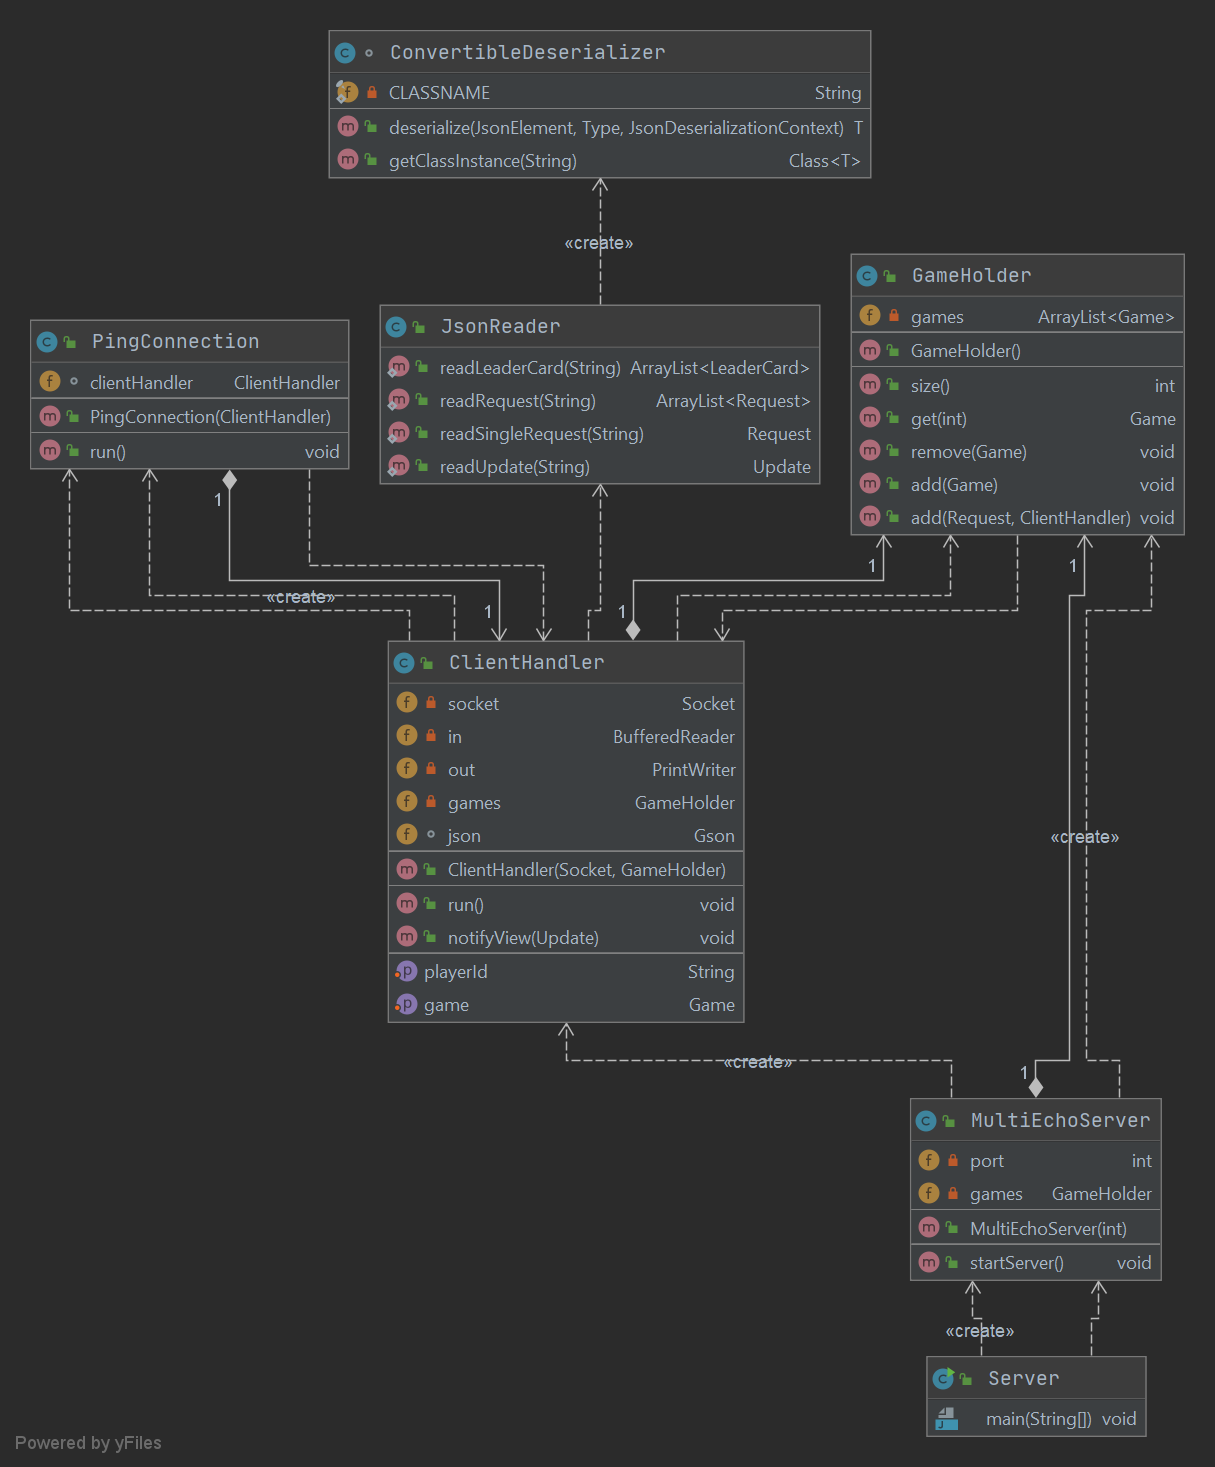 ConvertibleDeserializer
CLASSNAME String
deserialize(JsonElement, Type, JsonDeserializationContext) T
getClassInstance(String) Class<T>
«create»
GameHolder
games ArrayList<Game>
GameHolder()
size() int
get(int) Game
remove(Game) void
add(Game) void
add(Request, ClientHandler) void
JsonReader
readLeaderCard(String) ArrayList<LeaderCard>
readRequest(String) ArrayList<Request>
readSingleRequest(String) Request
readUpdate(String) Update
PingConnection
clientHandler ClientHandler
PingConnection(ClientHandler)
run() void
1
1
1
«create»
1
1
ClientHandler
socket Socket
in BufferedReader
out PrintWriter
games GameHolder
json Gson
ClientHandler(Socket, GameHolder)
run() void
notifyView(Update) void
playerId String
game Game
«create»
«create»
1
MultiEchoServer
port int
games GameHolder
MultiEchoServer(int)
startServer() void
«create»
Server
main(String[]) void
Powered by yFiles